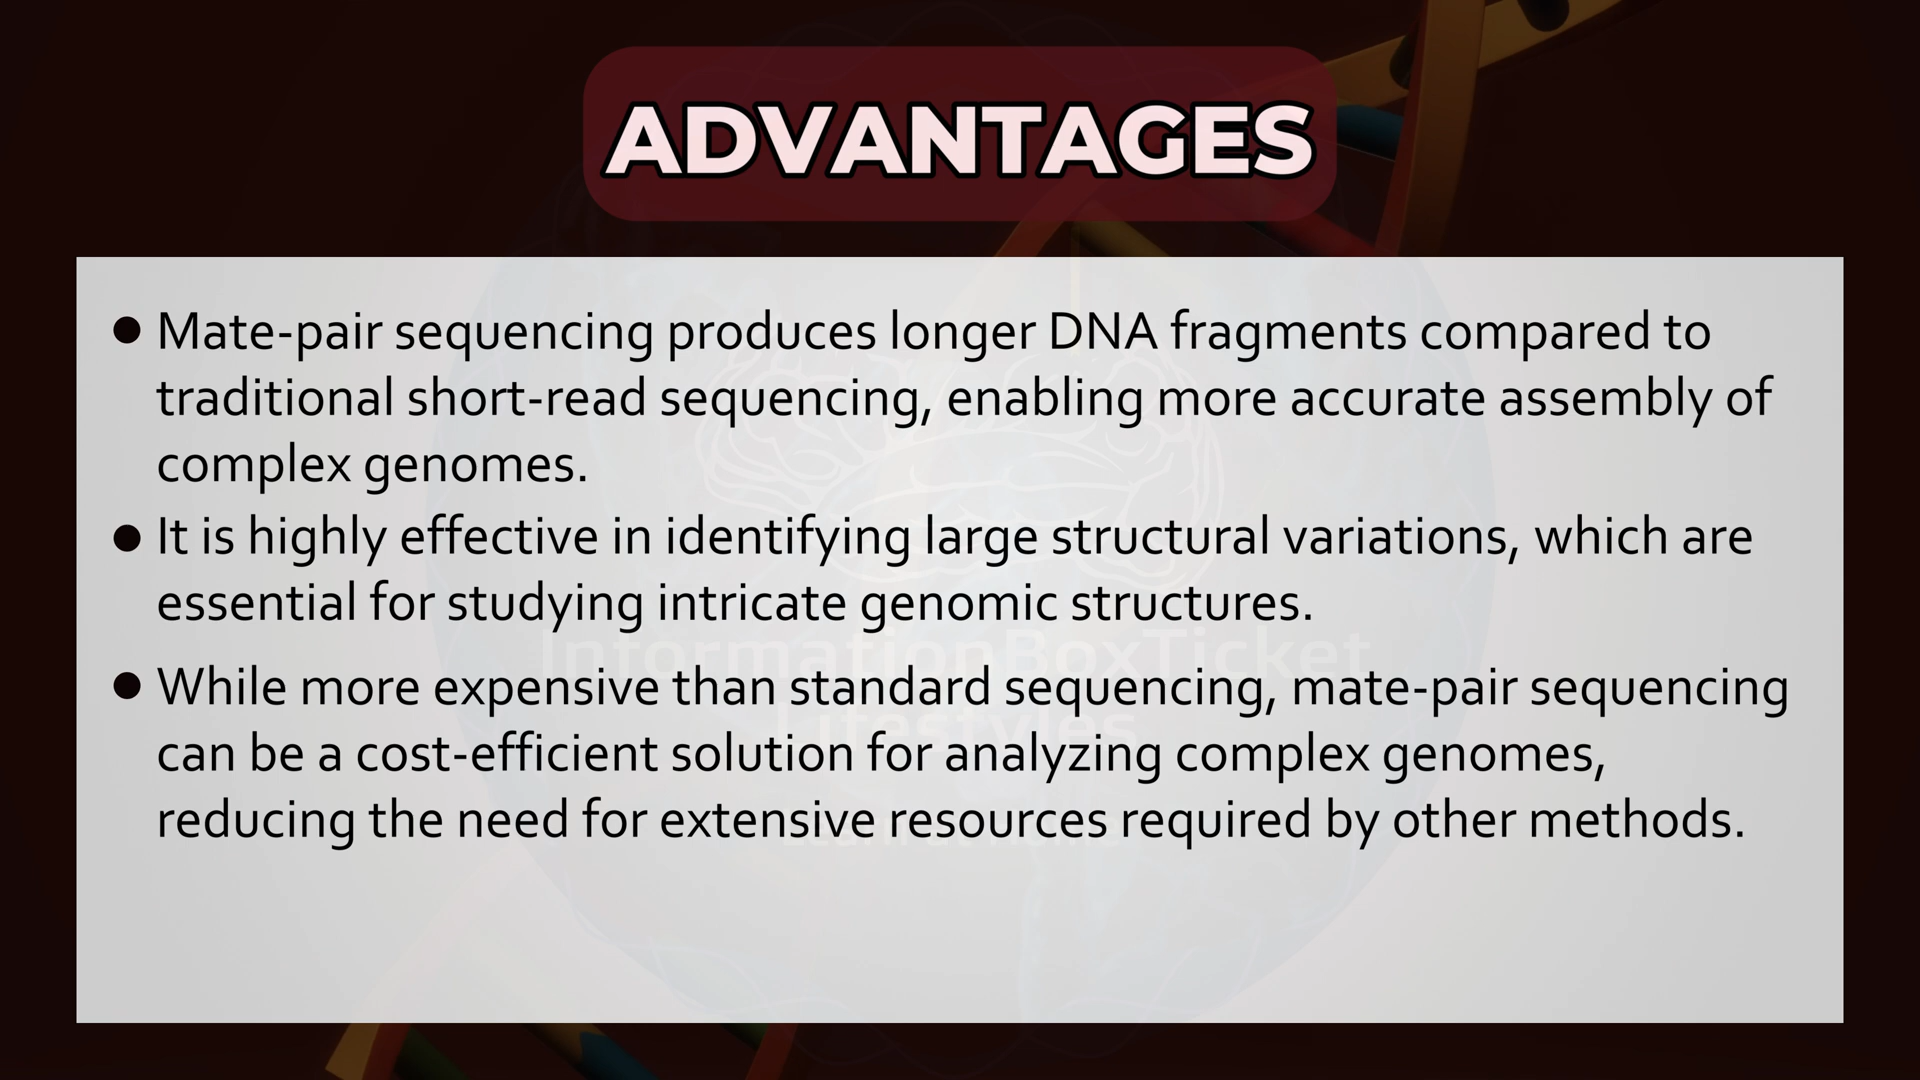 ADVANTAGES
● Mate-pair sequencing produces longer DNA fragments compared to
traditional short-read sequencing, enabling more accurate assembly of
complex genomes.
● It is highly effective in identifying large structural variations, which are
essential for studying intricate genomic structures.
InformationBoxTicket
● While more expensive than standard sequencing, mate-pair sequencing
Lifestyles
can be a cost-efficient solution for analyzing complex genomes,
reducing the need for extensive resources required by other methods.